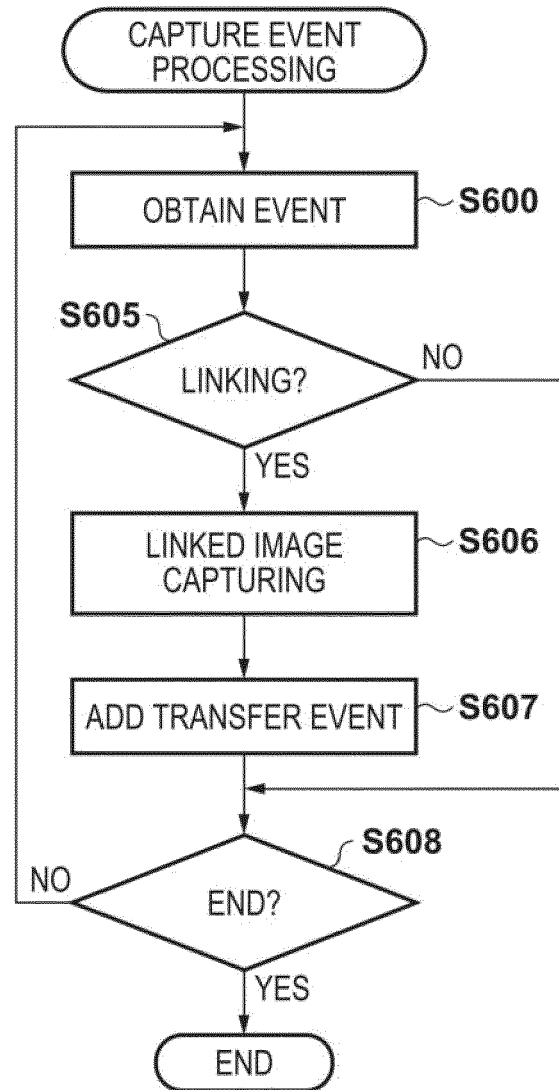 CAPTURE EVENT
PROCESSING
OBTAIN EVENT
S600
S605
LINKING?
NO
YES
LINKED IMAGE
CAPTURING
S606
ADD TRANSFER EVENT
S607
S608
NO
END?
YES
END